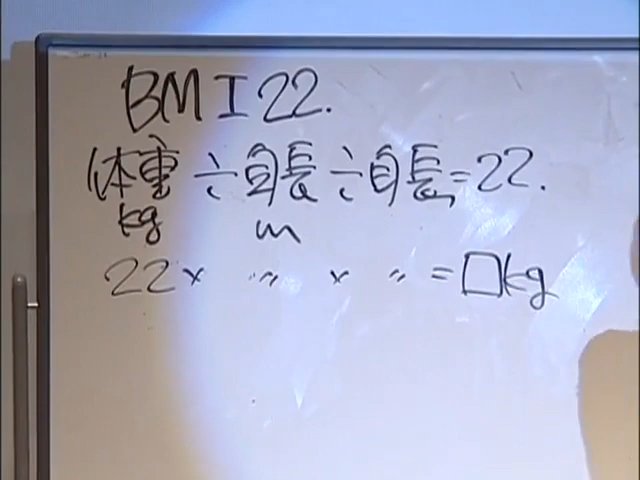 BMI 22.
体重÷身長÷身長=22.
kg m
22× 〃 × 〃 =□kg